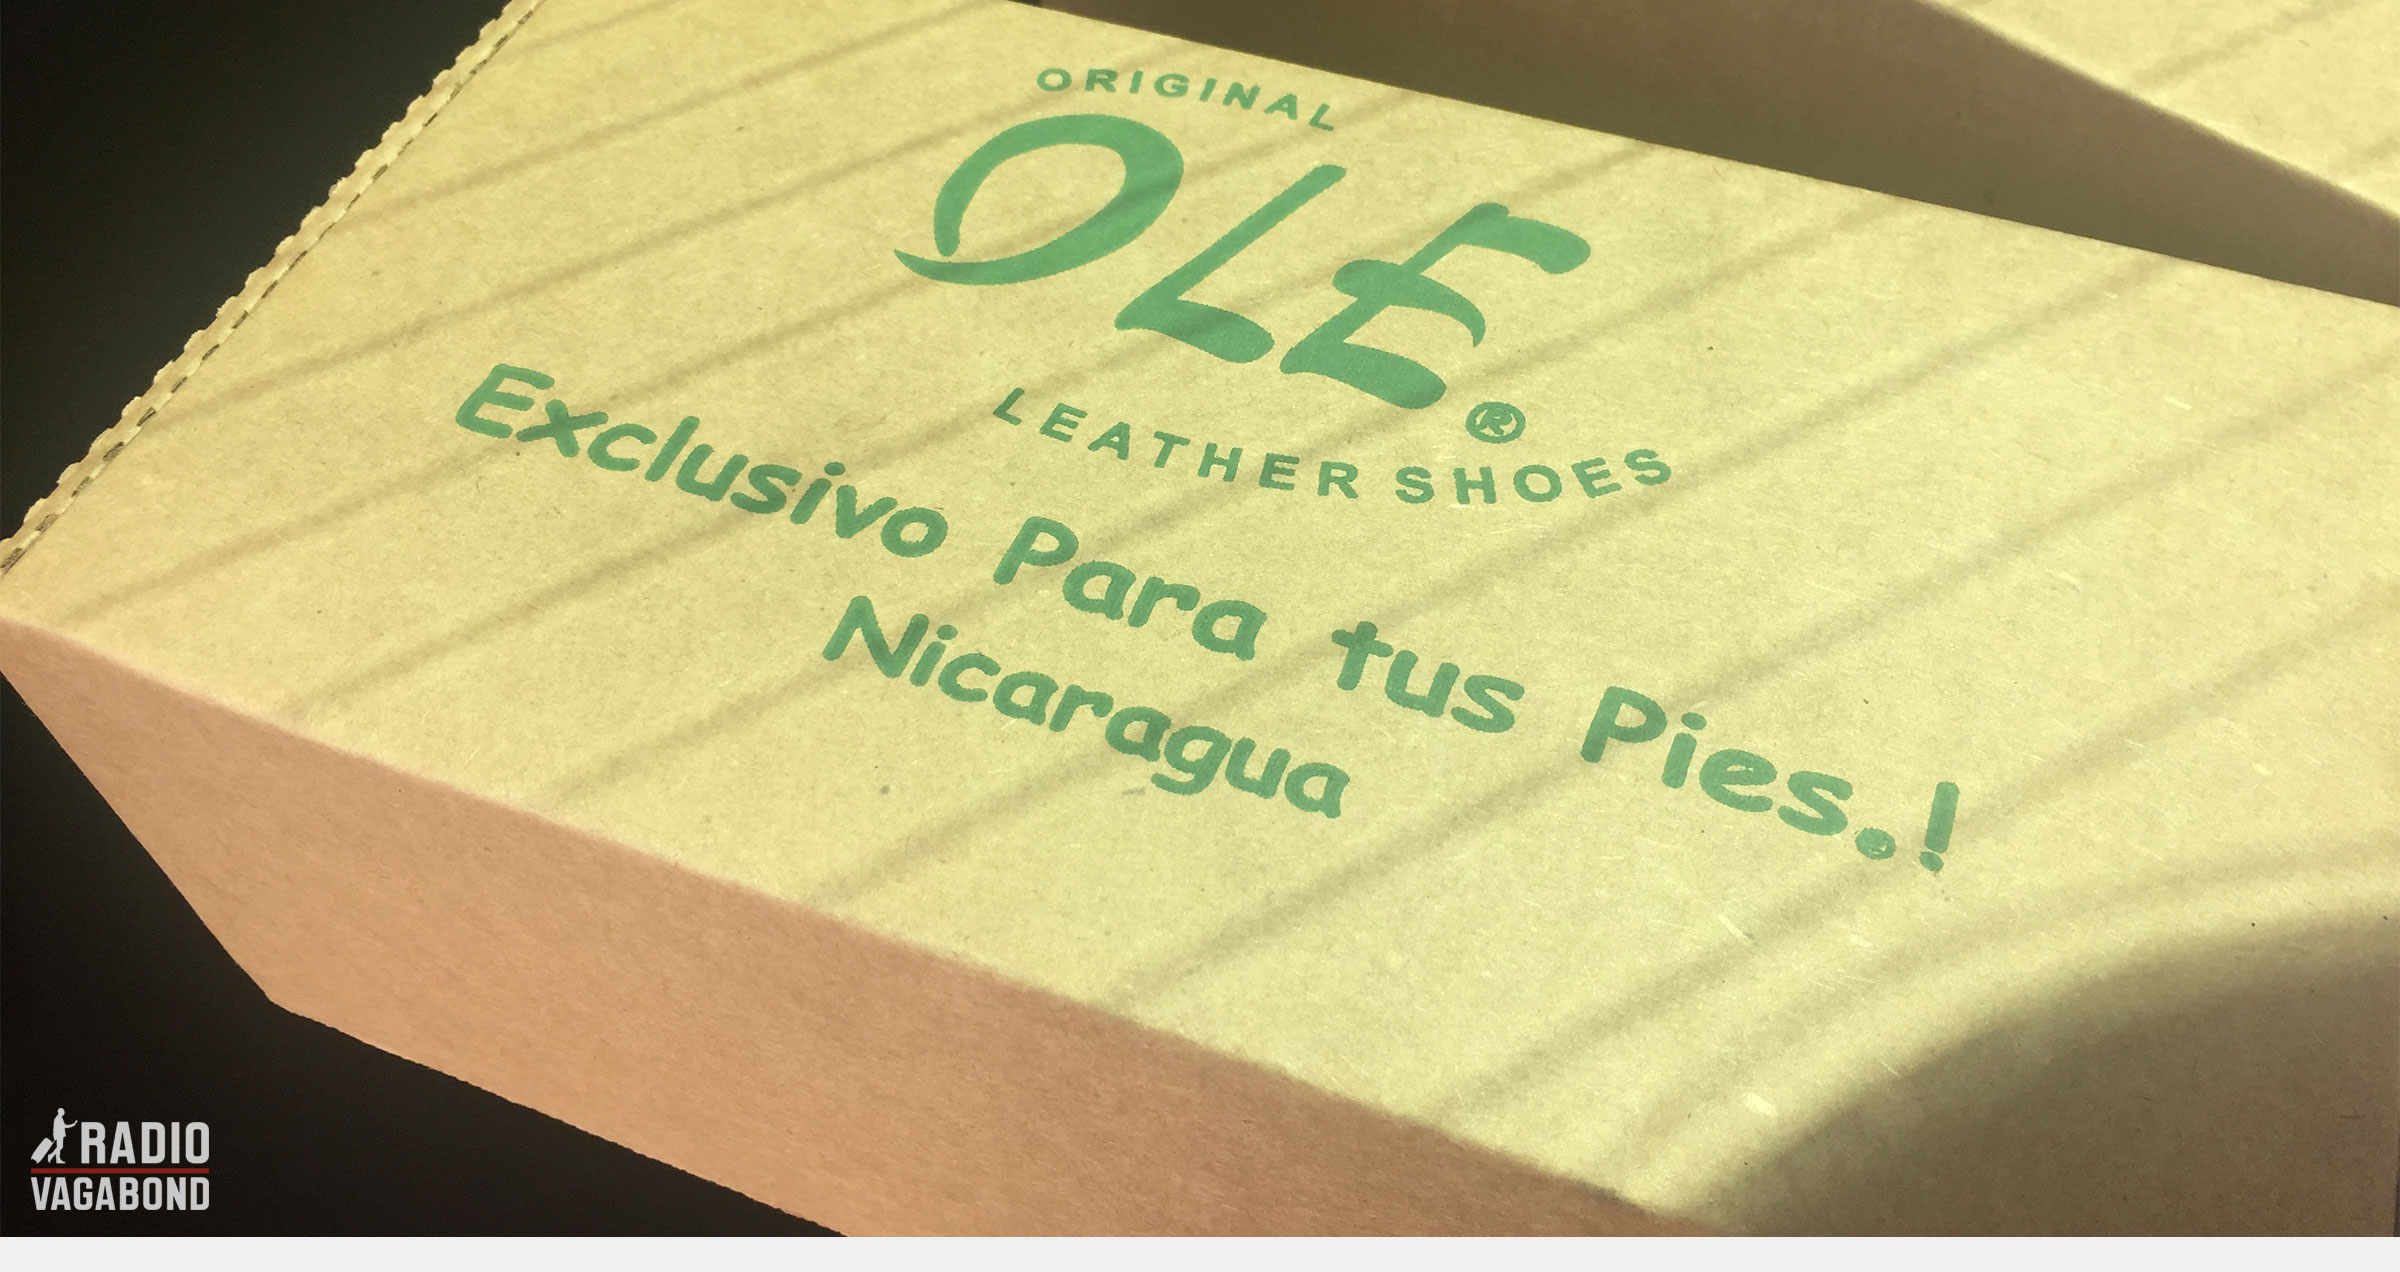 ORIGINAL
OLE®
LEATHER SHOES
Exclusivo Para tus Pies.!
Nicaragua
RADIO
VAGABOND